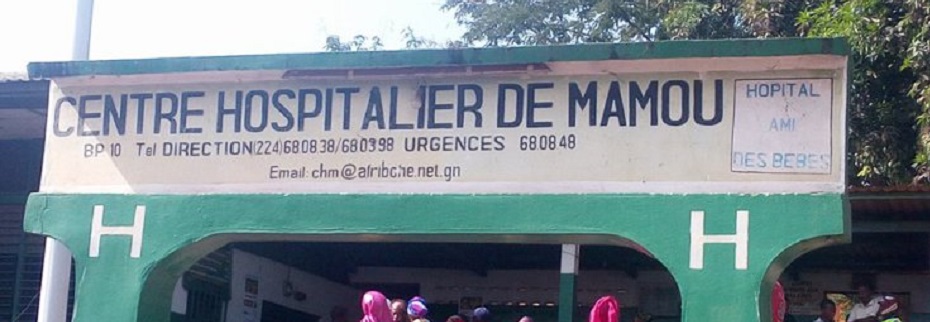 CENTRE HOSPITALIER DE MAMOU
BP 10 Tel DIRECTION(224)680838/680398 URGENCES 680848
Email: chm@afribone.net.gn
HOPITAL
AMI
DES BEBES
H H